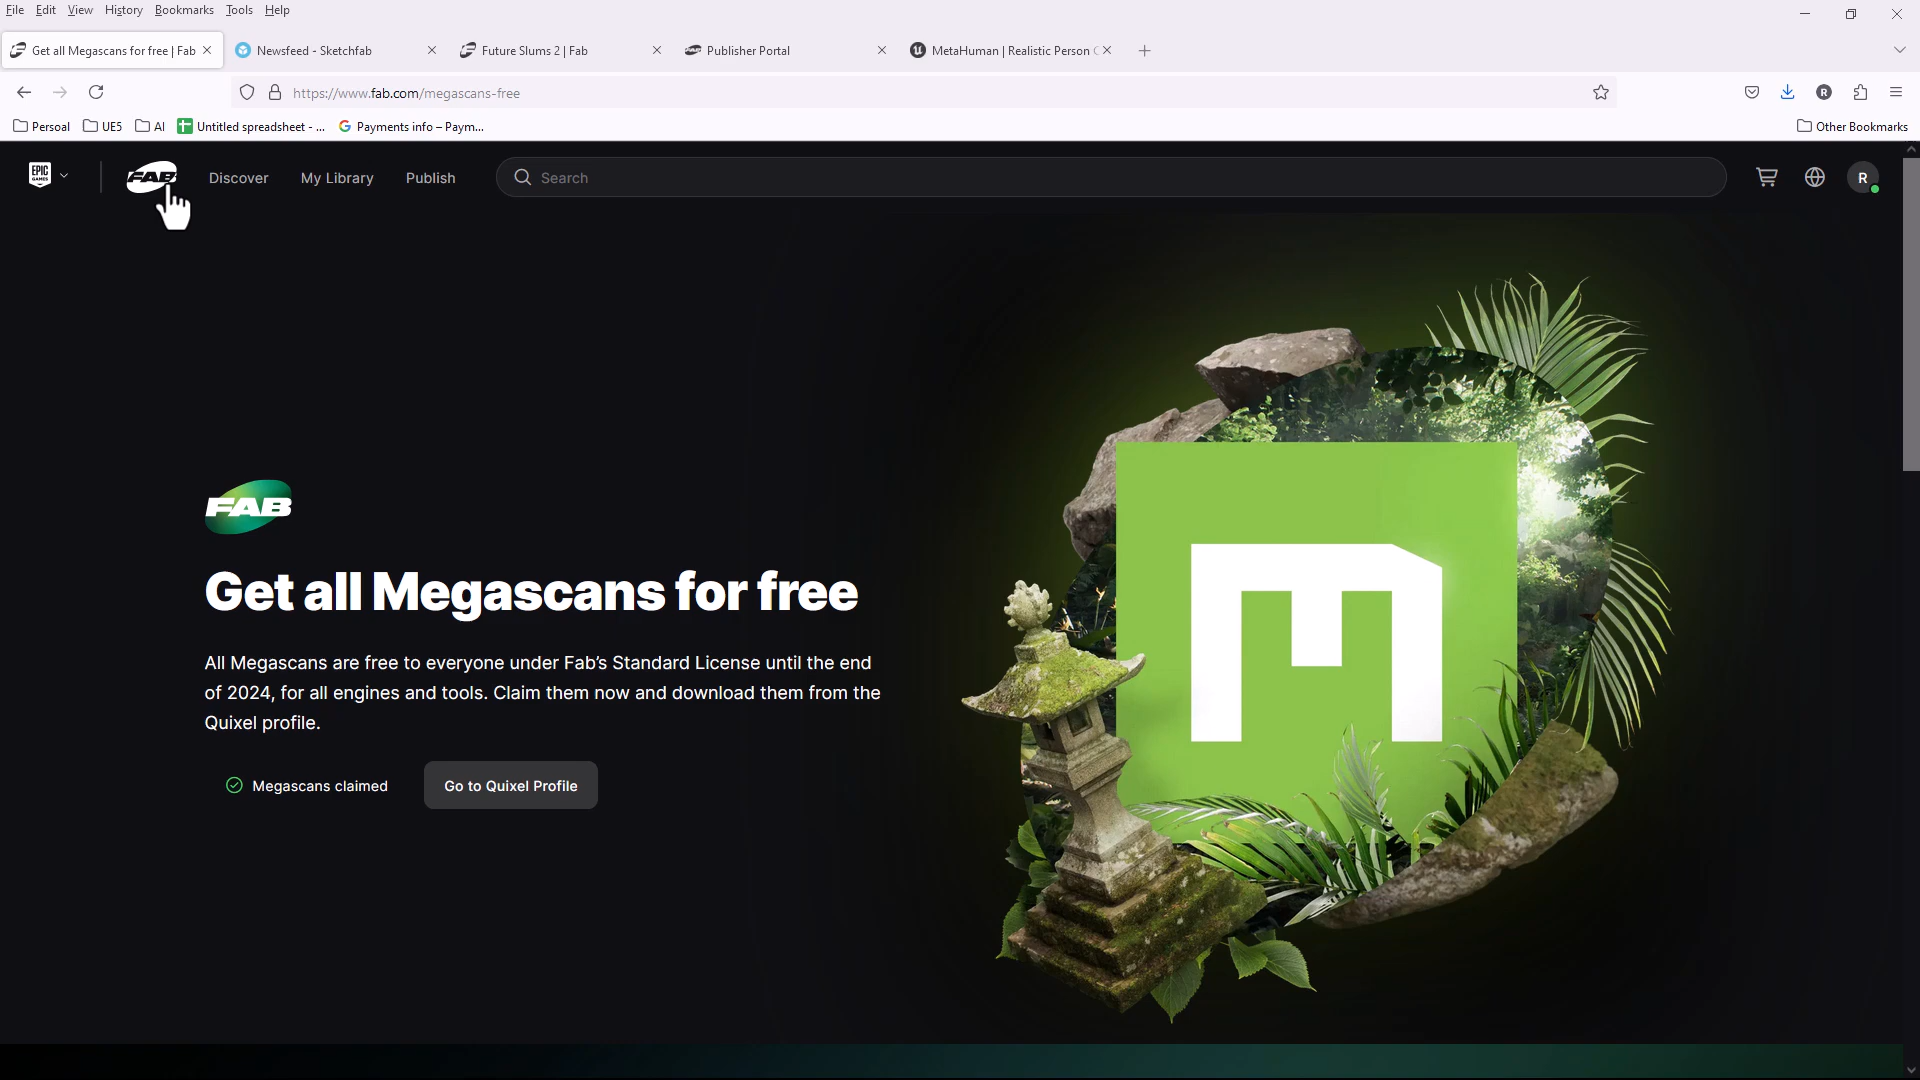 File Edit View History Bookmarks Tools Help
Get all Megascans for free | Fab
Newsfeed - Sketchfab
Future Slums 2 | Fab
Publisher Portal
MetaHuman | Realistic Person C
https://www.fab.com/megascans-free
R
Persoal
UE5
AI
Untitled spreadsheet - ...
Payments info – Paym...
Other Bookmarks
EPIC
GAMES
FAB
Discover
My Library
Publish
Search
R
FAB
Get all Megascans for free
All Megascans are free to everyone under Fab’s Standard License until the end
of 2024, for all engines and tools. Claim them now and download them from the
Quixel profile.
Megascans claimed
Go to Quixel Profile